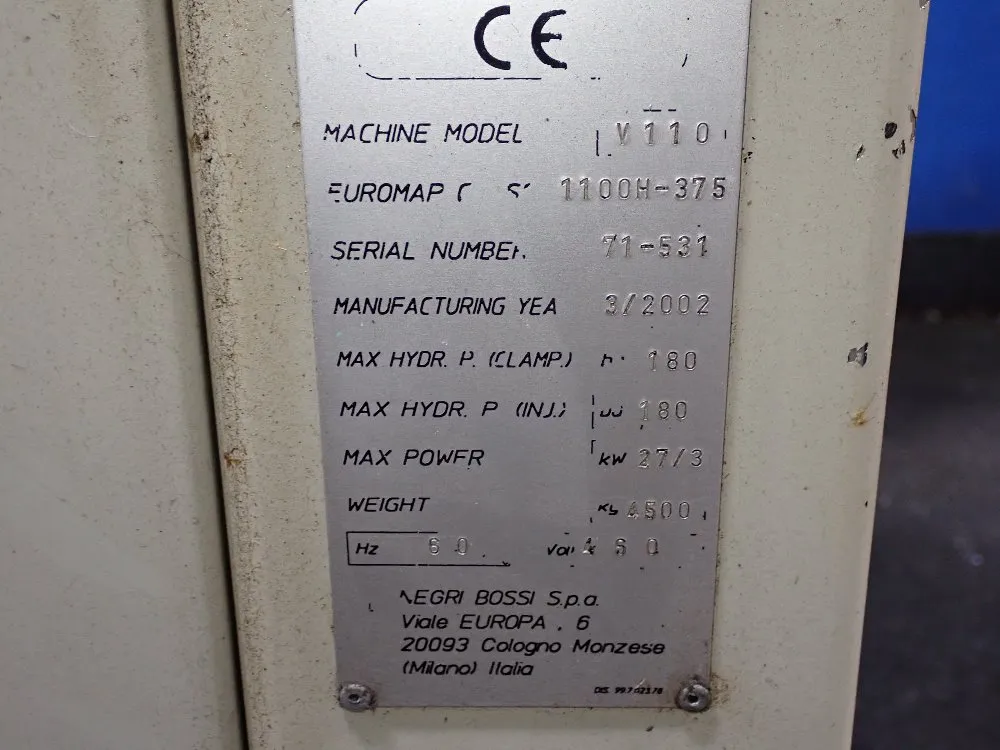 CE
MACHINE MODEL V110
EUROMAP 1100H-375
SERIAL NUMBER 71-531
MANUFACTURING YEA 3/2002
MAX HYDR. P. (CLAMP.) 180
MAX HYDR. P (INJ.) 180
MAX POWER kW 27/3
WEIGHT 4500
Hz 60 460
NEGRI BOSSI S.p.a.
Viale EUROPA . 6
20093 Cologno Monzese
(Milano) Italia